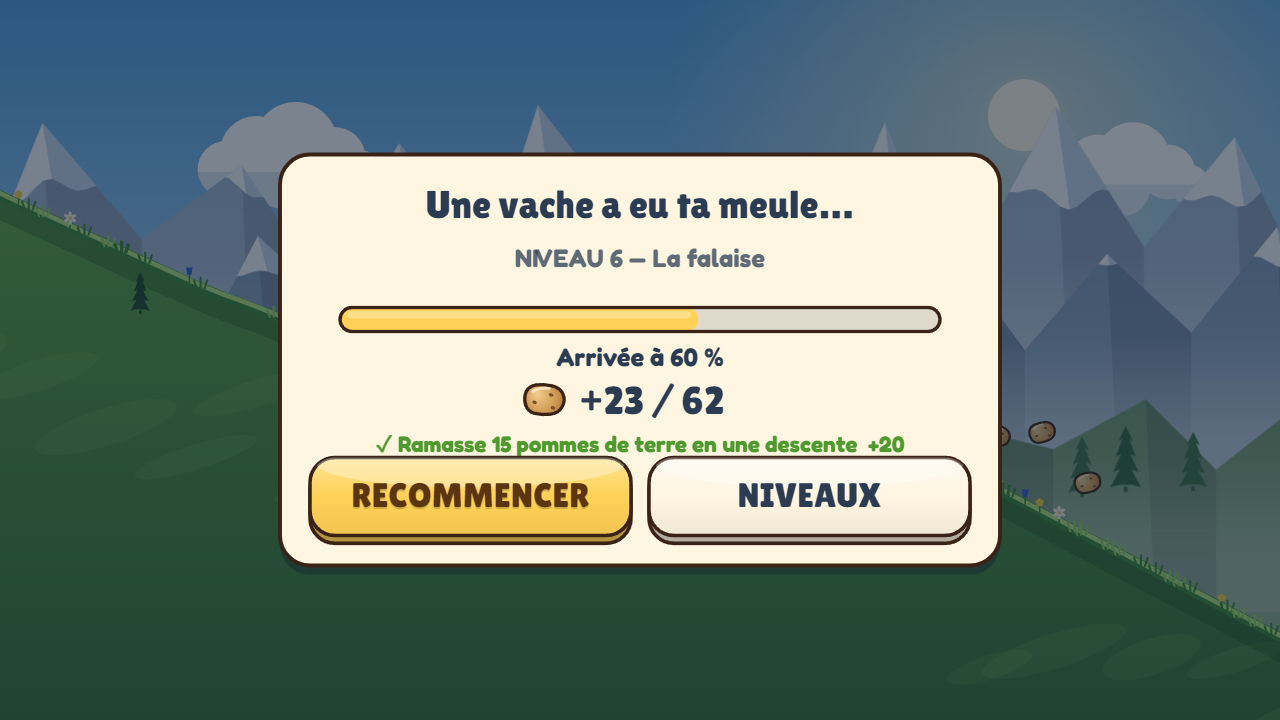 Une vache a eu ta meule...
NIVEAU 6 – La falaise
Arrivée à 60 %
+23 / 62
✓ Ramasse 15 pommes de terre en une descente +20
RECOMMENCER
NIVEAUX